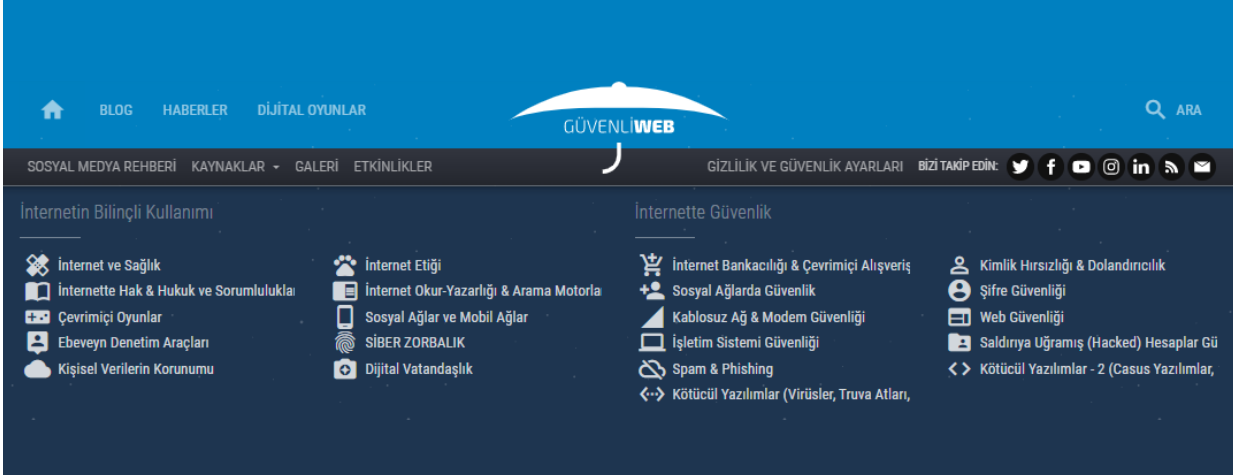 BLOG HABERLER DİJİTAL OYUNLAR
GÜVENLİWEB
ARA
SOSYAL MEDYA REHBERİ KAYNAKLAR GALERİ ETKİNLİKLER
GİZLİLİK VE GÜVENLİK AYARLARI BİZİ TAKİP EDİN:
İnternetin Bilinçli Kullanımı
İnternet ve Sağlık
İnternette Hak & Hukuk ve Sorumlulukla
Çevrimiçi Oyunlar
Ebeveyn Denetim Araçları
Kişisel Verilerin Korunumu
İnternet Etiği
İnternet Okur-Yazarlığı & Arama Motorla
Sosyal Ağlar ve Mobil Ağlar
SİBER ZORBALIK
Dijital Vatandaşlık
İnternette Güvenlik
İnternet Bankacılığı & Çevrimiçi Alışveriş
Sosyal Ağlarda Güvenlik
Kablosuz Ağ & Modem Güvenliği
İşletim Sistemi Güvenliği
Spam & Phishing
Kötücül Yazılımlar (Virüsler, Truva Atları,
Kimlik Hırsızlığı & Dolandırıcılık
Şifre Güvenliği
Web Güvenliği
Saldırıya Uğramış (Hacked) Hesaplar Gü
Kötücül Yazılımlar - 2 (Casus Yazılımlar,